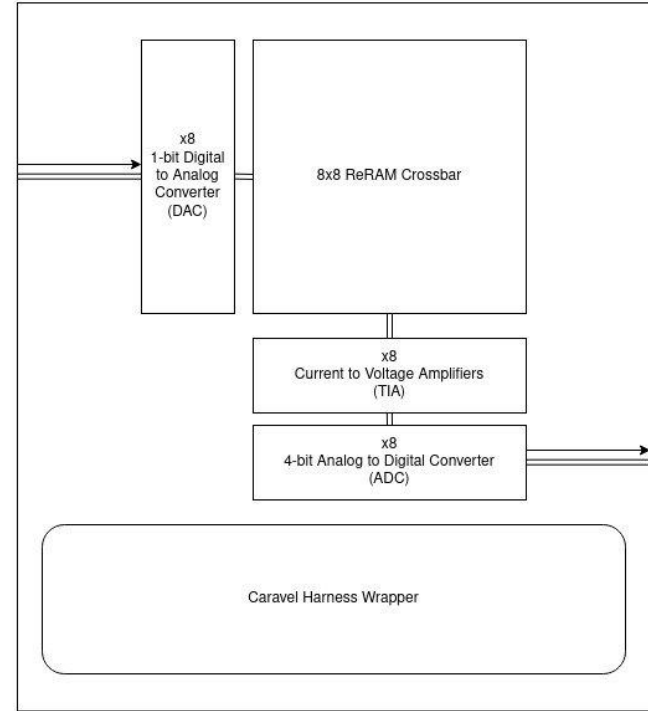 x8
1-bit Digital
to Analog
Converter
(DAC)
8x8 ReRAM Crossbar
x8
Current to Voltage Amplifiers
(TIA)
x8
4-bit Analog to Digital Converter
(ADC)
Caravel Harness Wrapper